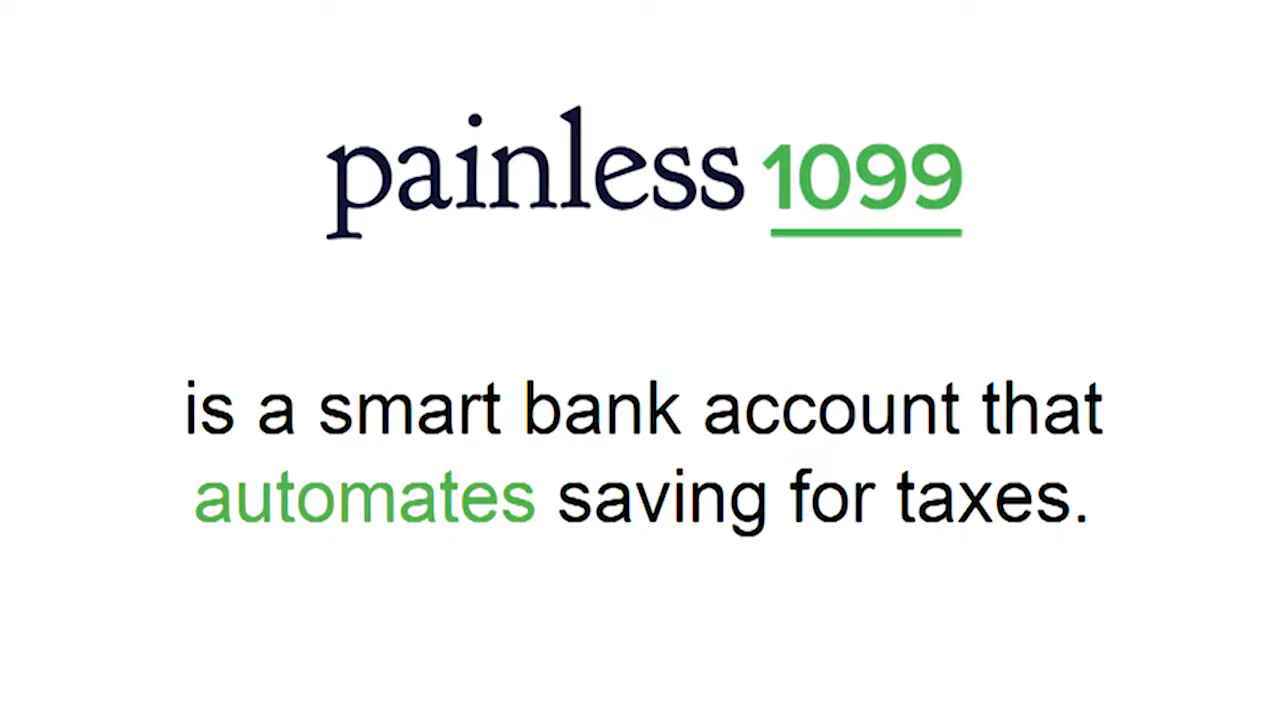 painless 1099
is a smart bank account that
automates saving for taxes.